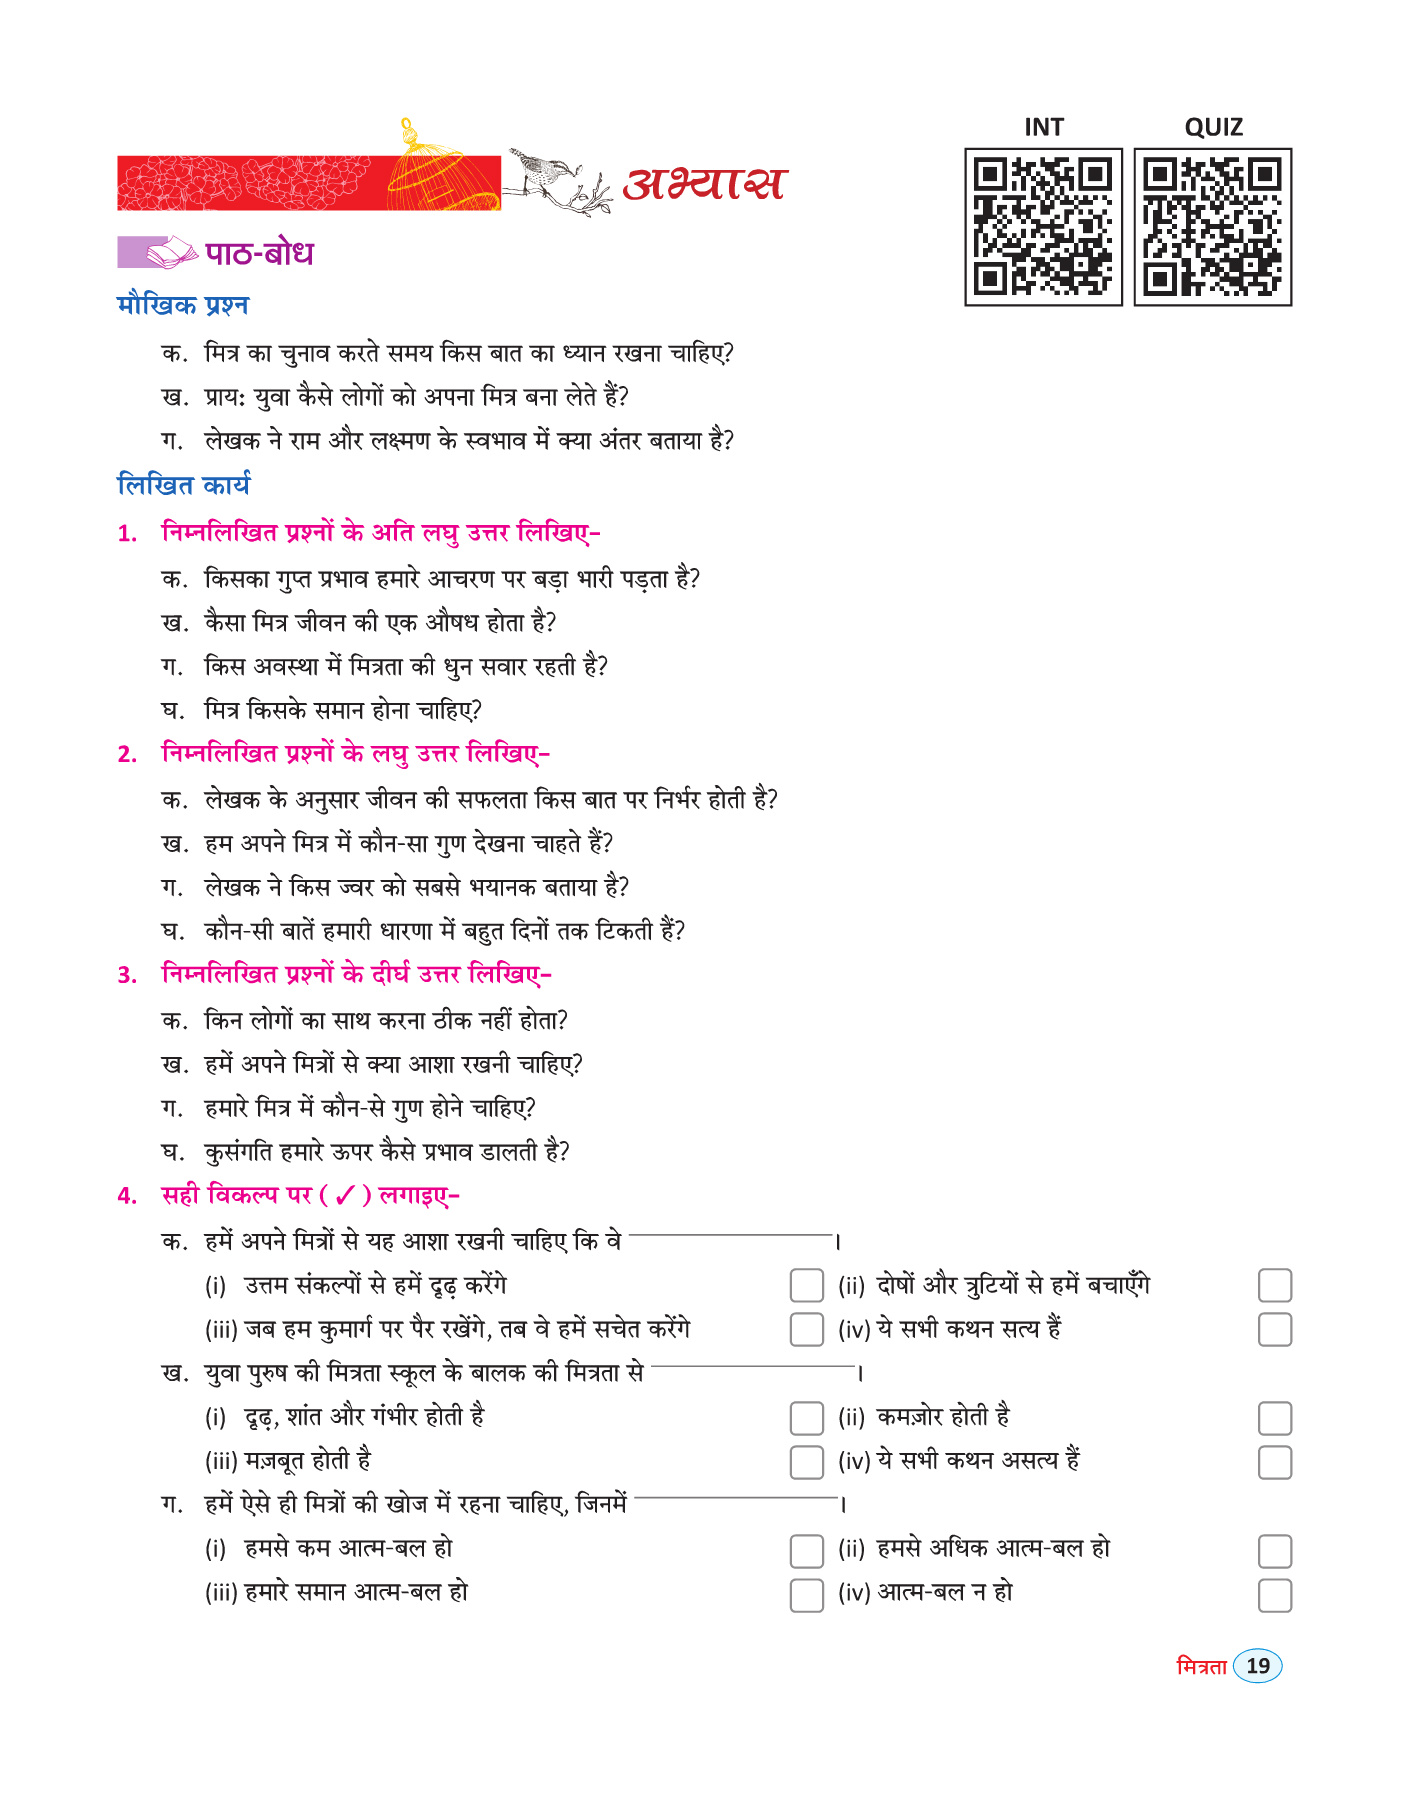 INT QUIZ
अभ्यास
पाठ-बोध
मौखिक प्रश्न
क. मित्र का चुनाव करते समय किस बात का ध्यान रखना चाहिए?
ख. प्राय: युवा कैसे लोगों को अपना मित्र बना लेते हैं?
ग. लेखक ने राम और लक्ष्मण के स्वभाव में क्या अंतर बताया है?
लिखित कार्य
1. निम्नलिखित प्रश्नों के अति लघु उत्तर लिखिए–
क. किसका गुप्त प्रभाव हमारे आचरण पर बड़ा भारी पड़ता है?
ख. कैसा मित्र जीवन की एक औषध होता है?
ग. किस अवस्था में मित्रता की धुन सवार रहती है?
घ. मित्र किसके समान होना चाहिए?
2. निम्नलिखित प्रश्नों के लघु उत्तर लिखिए–
क. लेखक के अनुसार जीवन की सफलता किस बात पर निर्भर होती है?
ख. हम अपने मित्र में कौन-सा गुण देखना चाहते हैं?
ग. लेखक ने किस ज्वर को सबसे भयानक बताया है?
घ. कौन-सी बातें हमारी धारणा में बहुत दिनों तक टिकती हैं?
3. निम्नलिखित प्रश्नों के दीर्घ उत्तर लिखिए–
क. किन लोगों का साथ करना ठीक नहीं होता?
ख. हमें अपने मित्रों से क्या आशा रखनी चाहिए?
ग. हमारे मित्र में कौन-से गुण होने चाहिए?
घ. कुसंगति हमारे ऊपर कैसे प्रभाव डालती है?
4. सही विकल्प पर (✓) लगाइए–
क. हमें अपने मित्रों से यह आशा रखनी चाहिए कि वे ____________।
(i) उत्तम संकल्पों से हमें दृढ़ करेंगे (ii) दोषों और त्रुटियों से हमें बचाएँगे
(iii) जब हम कुमार्ग पर पैर रखेंगे, तब वे हमें सचेत करेंगे (iv) ये सभी कथन सत्य हैं
ख. युवा पुरुष की मित्रता स्कूल के बालक की मित्रता से ____________।
(i) दृढ़, शांत और गंभीर होती है (ii) कमज़ोर होती है
(iii) मज़बूत होती है (iv) ये सभी कथन असत्य हैं
ग. हमें ऐसे ही मित्रों की खोज में रहना चाहिए, जिनमें ____________।
(i) हमसे कम आत्म-बल हो (ii) हमसे अधिक आत्म-बल हो
(iii) हमारे समान आत्म-बल हो (iv) आत्म-बल न हो
मित्रता 19